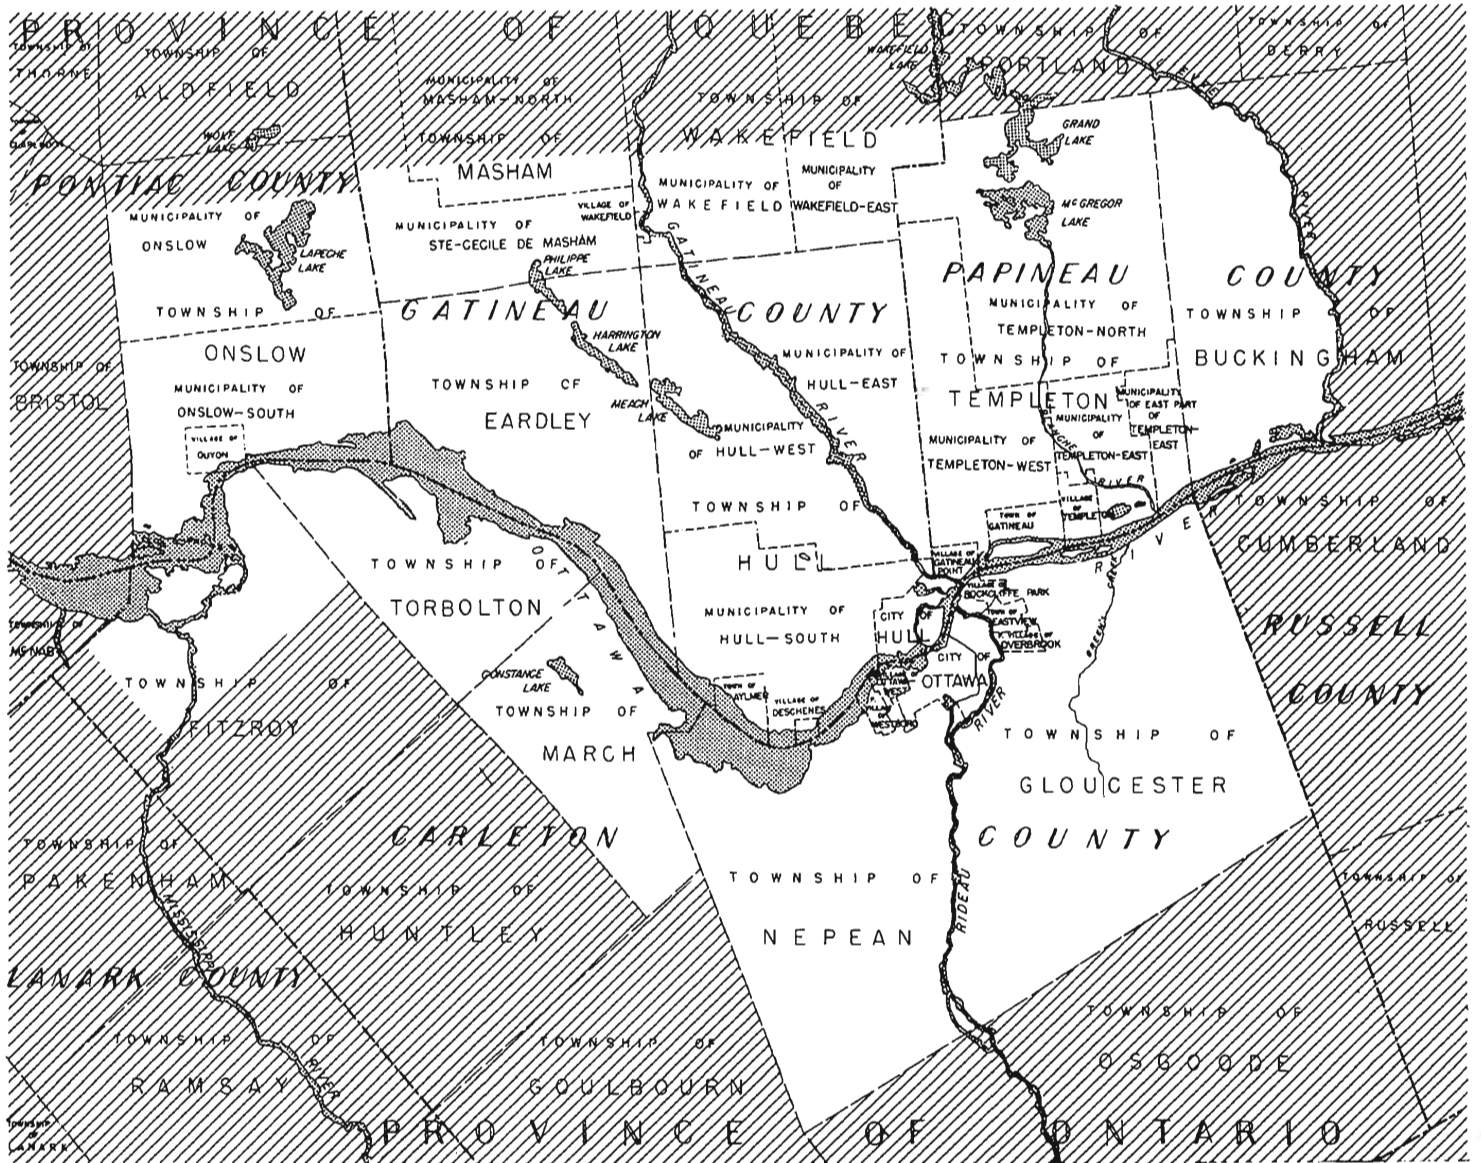 PROVINCE OF QUEBEC
TOWNSHIP OF
THORNE
TOWNSHIP OF
ALDFIELD
MUNICIPALITY OF
MASHAM-NORTH
TOWNSHIP OF
MASHAM
WOLF
LAKE
TOWNSHIP OF
WAKEFIELD
WAKEFIELD
LAKE
TOWNSHIP OF
PORTLAND
TOWNSHIP OF
DERRY
LIEVRE
RIVER
GRAND
LAKE
McGREGOR
LAKE
PONTIAC COUNTY
MUNICIPALITY OF
ONSLOW
LAPECHE
LAKE
TOWNSHIP OF
ONSLOW
MUNICIPALITY OF
ONSLOW-SOUTH
VILLAGE OF
QUYON
TOWNSHIP OF
BRISTOL
MUNICIPALITY OF
STE-CECILE DE MASHAM
VILLAGE OF
WAKEFIELD
MUNICIPALITY OF
WAKEFIELD
MUNICIPALITY
OF
WAKEFIELD-EAST
PHILIPPE
LAKE
GATINEAU COUNTY
GATINEAU
RIVER
HARRINGTON
LAKE
MEACH
LAKE
TOWNSHIP OF
EARDLEY
MUNICIPALITY OF
HULL-EAST
MUNICIPALITY
OF HULL-WEST
TOWNSHIP OF
HULL
MUNICIPALITY OF
HULL-SOUTH
PAPINEAU COUNTY
MUNICIPALITY OF
TEMPLETON-NORTH
TOWNSHIP OF
TEMPLETON
MUNICIPALITY OF
TEMPLETON-WEST
MUNICIPALITY
OF
TEMPLETON-EAST
MUNICIPALITY
OF EAST PART
OF
TEMPLETON-
EAST
BLANCHE
RIVER
TOWNSHIP OF
BUCKINGHAM
TOWN OF
GATINEAU
VILLAGE
OF
TEMPLETON
VILLAGE OF
GATINEAU
POINT
VILLAGE OF
ROCKCLIFFE PARK
TOWN OF
EASTVIEW
P. VILLAGE OF
OVERBROOK
CITY OF
HULL
CITY OF
OTTAWA
OTTAWA
WEST
P.
VILLAGE
OF
WESTBORO
TOWN OF
AYLMER
VILLAGE OF
DESCHENES
OTTAWA
RIVER
GREEN'S
CREEK
TOWNSHIP OF
CUMBERLAND
RUSSELL
COUNTY
TOWNSHIP OF
RUSSELL
TOWNSHIP OF
TORBOLTON
CONSTANCE
LAKE
TOWNSHIP OF
MARCH
TOWNSHIP OF
McNAB
TOWNSHIP OF
FITZROY
CARLETON COUNTY
TOWNSHIP OF
GLOUCESTER
TOWNSHIP OF
NEPEAN
RIDEAU
RIVER
TOWNSHIP OF
PAKENHAM
TOWNSHIP OF
HUNTLEY
MISSISSIPPI
RIVER
LANARK COUNTY
TOWNSHIP OF
RAMSAY
TOWNSHIP OF
GOULBOURN
TOWNSHIP OF
OSGOODE
TOWNSHIP
OF
LANARK
PROVINCE OF ONTARIO